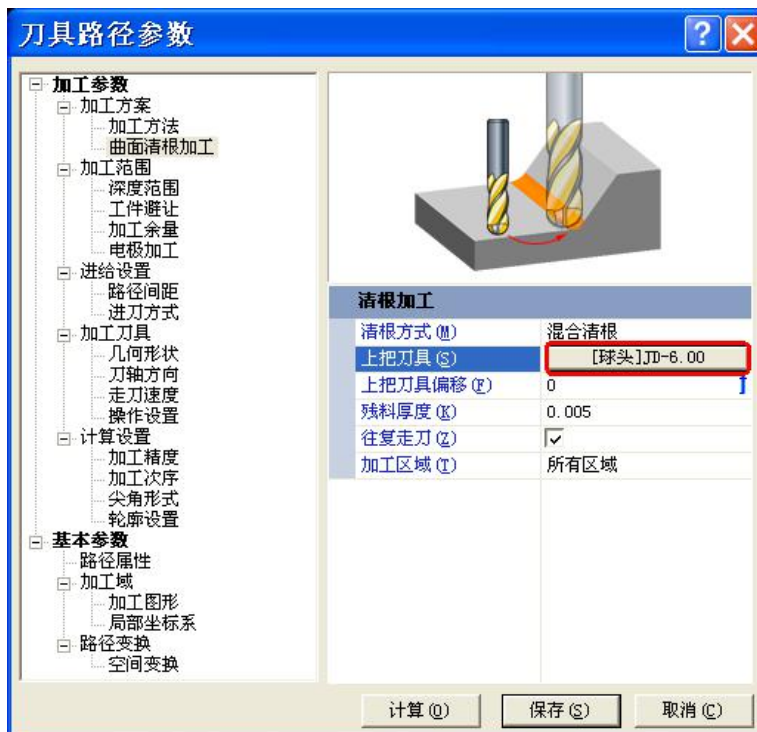 刀具路径参数
加工参数
加工方案
加工方法
曲面清根加工
加工范围
深度范围
工件避让
加工余量
电极加工
进给设置
路径间距
进刀方式
加工刀具
几何形状
刀轴方向
走刀速度
操作设置
计算设置
加工精度
加工次序
尖角形式
轮廓设置
基本参数
路径属性
加工域
加工图形
局部坐标系
路径变换
空间变换
清根加工
清根方式(M) 混合清根
上把刀具(S) [球头]JD-6.00
上把刀具偏移(F) 0
残料厚度(K) 0.005
往复走刀(Z)
加工区域(T) 所有区域
计算(O) 保存(S) 取消(C)